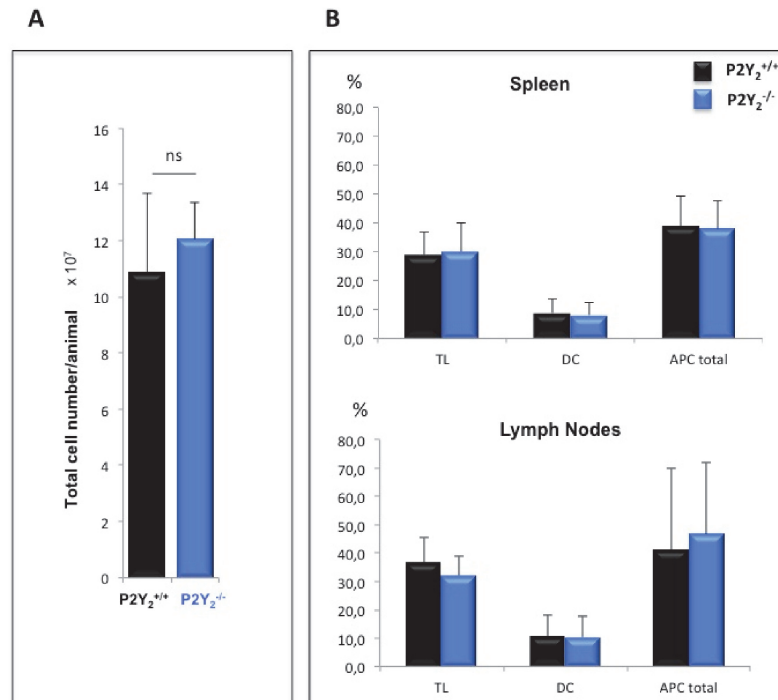 A
B
Total cell number/animal x 10⁷
16
14
12
10
8
6
4
2
0
ns
P2Y₂⁺/⁺ P2Y₂⁻/⁻
%
Spleen
P2Y₂⁺/⁺
P2Y₂⁻/⁻
80,0
70,0
60,0
50,0
40,0
30,0
20,0
10,0
0,0
TL DC APC total
%
Lymph Nodes
80,0
70,0
60,0
50,0
40,0
30,0
20,0
10,0
0,0
TL DC APC total